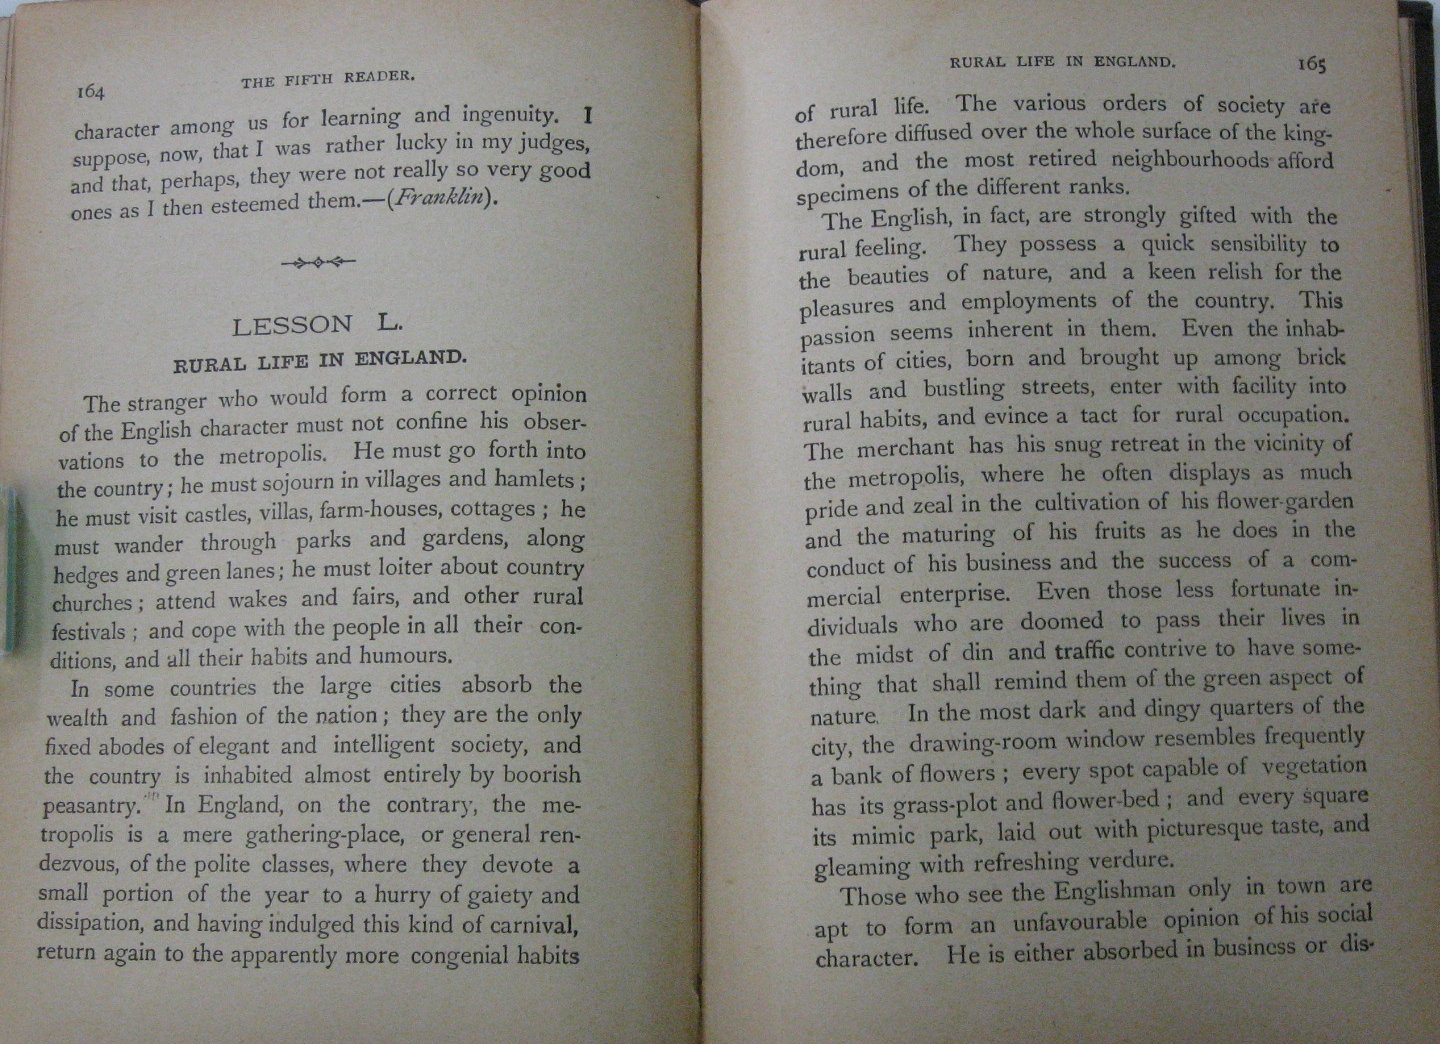 164
THE FIFTH READER.
character among us for learning and ingenuity. I
suppose, now, that I was rather lucky in my judges,
and that, perhaps, they were not really so very good
ones as I then esteemed them.—(Franklin).
LESSON L.
RURAL LIFE IN ENGLAND.
The stranger who would form a correct opinion
of the English character must not confine his obser-
vations to the metropolis. He must go forth into
the country; he must sojourn in villages and hamlets;
he must visit castles, villas, farm-houses, cottages; he
must wander through parks and gardens, along
hedges and green lanes; he must loiter about country
churches; attend wakes and fairs, and other rural
festivals; and cope with the people in all their con-
ditions, and all their habits and humours.
In some countries the large cities absorb the
wealth and fashion of the nation; they are the only
fixed abodes of elegant and intelligent society, and
the country is inhabited almost entirely by boorish
peasantry. In England, on the contrary, the me-
tropolis is a mere gathering-place, or general ren-
dezvous, of the polite classes, where they devote a
small portion of the year to a hurry of gaiety and
dissipation, and having indulged this kind of carnival,
return again to the apparently more congenial habits
RURAL LIFE IN ENGLAND.
165
of rural life. The various orders of society are
therefore diffused over the whole surface of the king-
dom, and the most retired neighbourhoods afford
specimens of the different ranks.
The English, in fact, are strongly gifted with the
rural feeling. They possess a quick sensibility to
the beauties of nature, and a keen relish for the
pleasures and employments of the country. This
passion seems inherent in them. Even the inhab-
itants of cities, born and brought up among brick
walls and bustling streets, enter with facility into
rural habits, and evince a tact for rural occupation.
The merchant has his snug retreat in the vicinity of
the metropolis, where he often displays as much
pride and zeal in the cultivation of his flower-garden
and the maturing of his fruits as he does in the
conduct of his business and the success of a com-
mercial enterprise. Even those less fortunate in-
dividuals who are doomed to pass their lives in
the midst of din and traffic contrive to have some-
thing that shall remind them of the green aspect of
nature. In the most dark and dingy quarters of the
city, the drawing-room window resembles frequently
a bank of flowers; every spot capable of vegetation
has its grass-plot and flower-bed; and every square
its mimic park, laid out with picturesque taste, and
gleaming with refreshing verdure.
Those who see the Englishman only in town are
apt to form an unfavourable opinion of his social
character. He is either absorbed in business or dis-